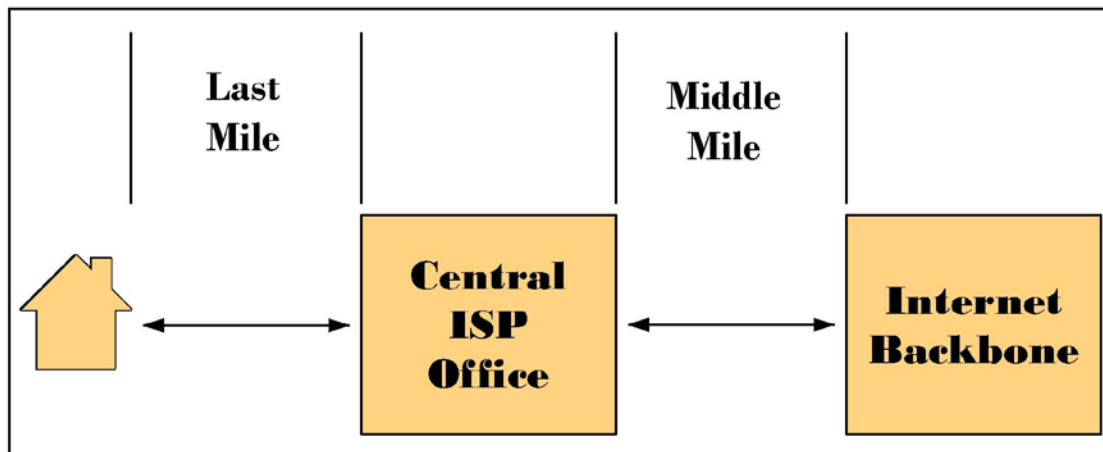 Last
Mile
Middle
Mile
Central
ISP
Office
Internet
Backbone